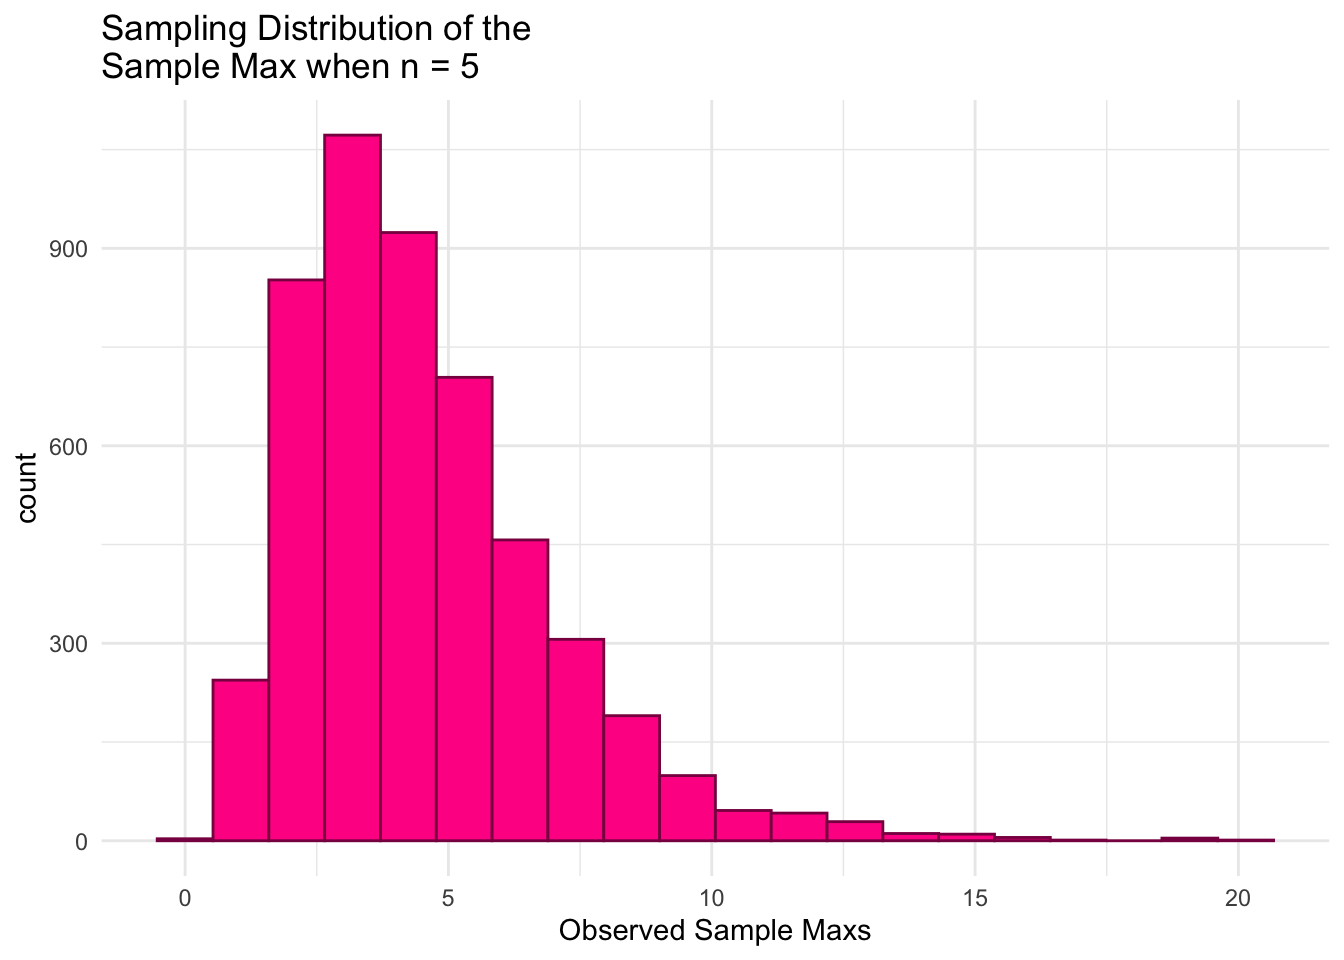 Sampling Distribution of the
Sample Max when n = 5
900
600
300
0
count
0 5 10 15 20
Observed Sample Maxs